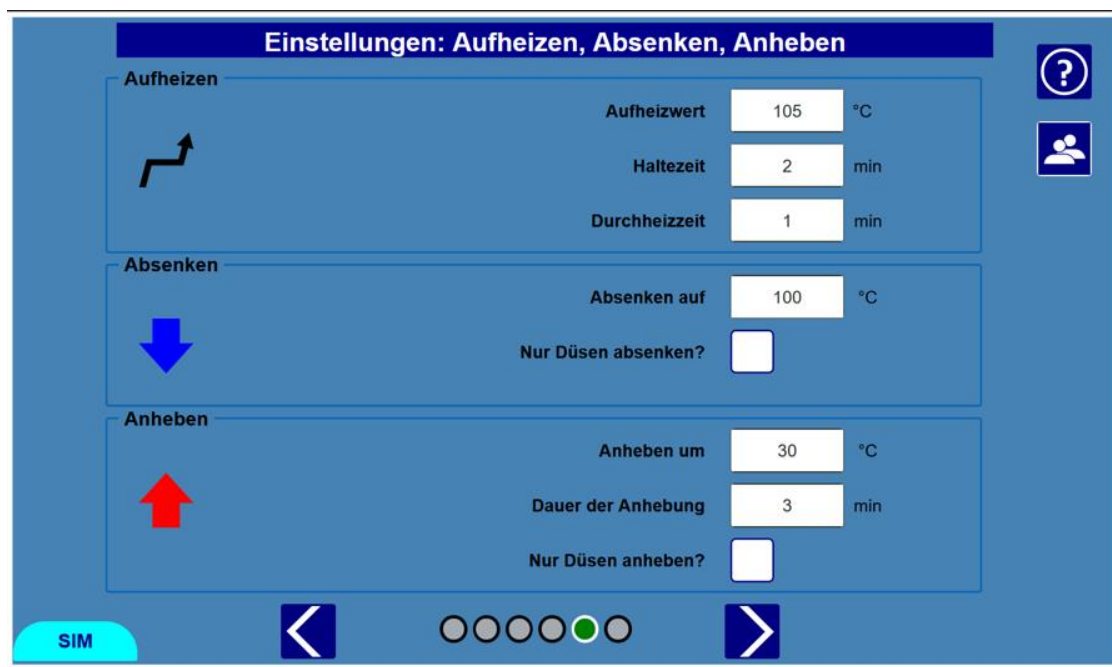 Einstellungen: Aufheizen, Absenken, Anheben
?
Aufheizen
Aufheizwert 105 °C
Haltezeit 2 min
Durchheizzeit 1 min
Absenken
Absenken auf 100 °C
Nur Düsen absenken?
Anheben
Anheben um 30 °C
Dauer der Anhebung 3 min
Nur Düsen anheben?
SIM